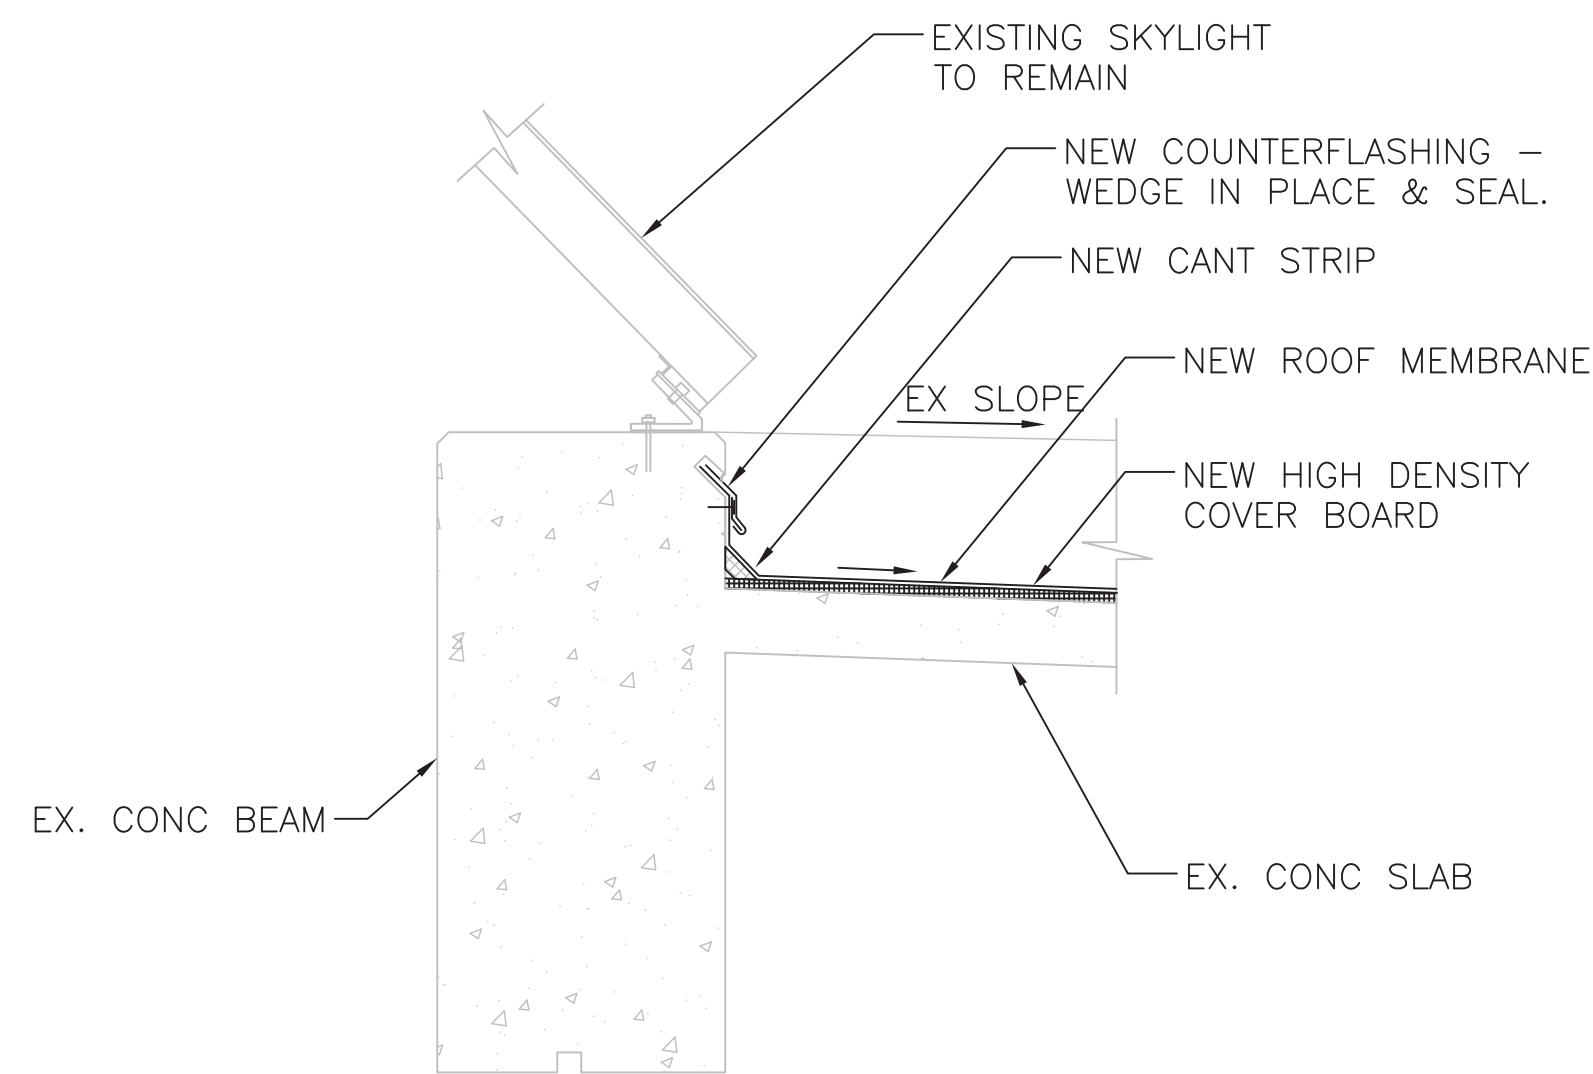 EXISTING SKYLIGHT
TO REMAIN
NEW COUNTERFLASHING –
WEDGE IN PLACE & SEAL.
NEW CANT STRIP
NEW ROOF MEMBRANE
EX SLOPE
NEW HIGH DENSITY
COVER BOARD
EX. CONC BEAM
EX. CONC SLAB